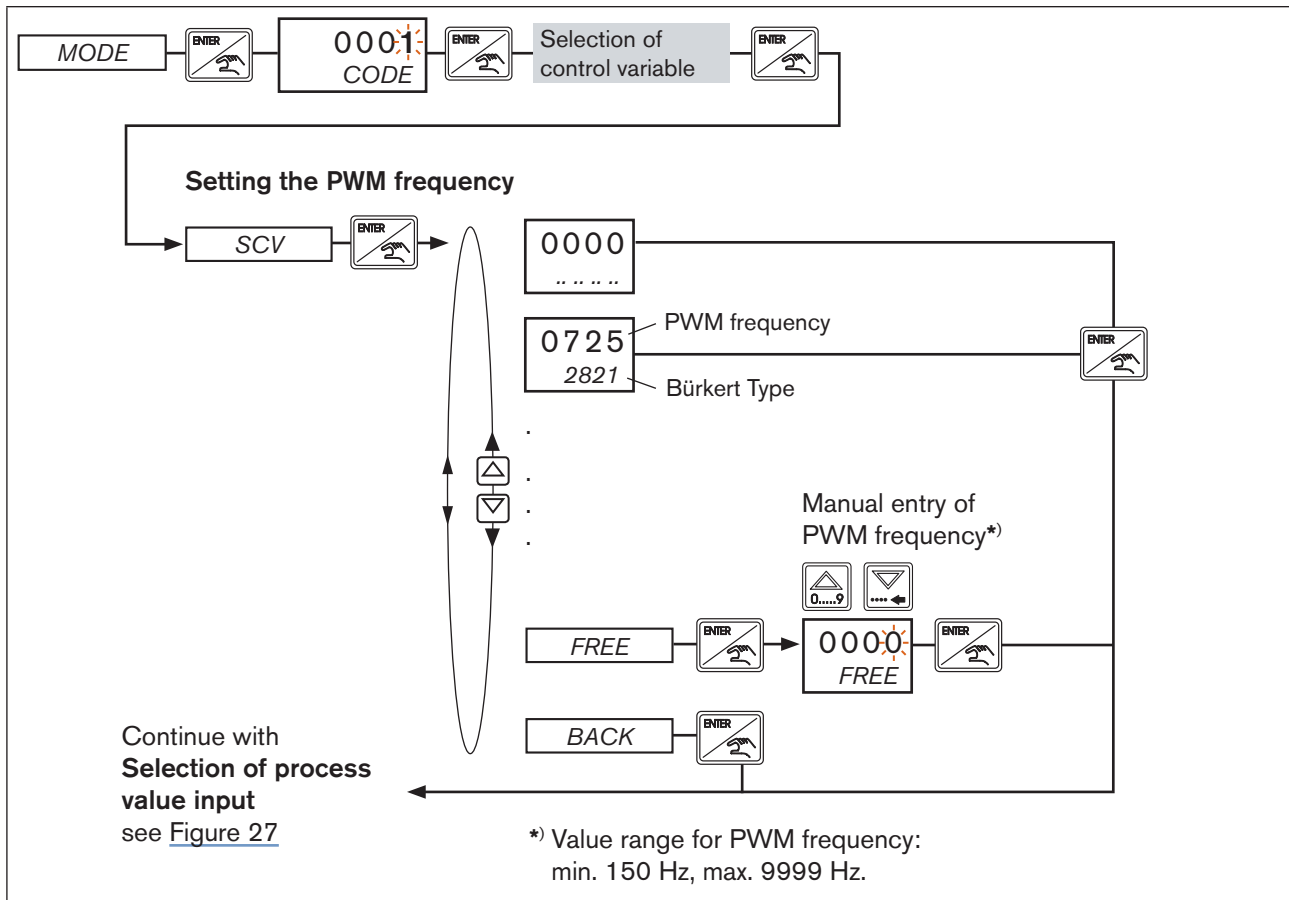 MODE
ENTER
0001
CODE
ENTER
Selection of
control variable
ENTER
Setting the PWM frequency
SCV
ENTER
0000
.. .. .. ..
0725
2821
PWM frequency
Bürkert Type
ENTER
.
.
.
.
Manual entry of
PWM frequency*)
0.....9
....
FREE
ENTER
0000
FREE
ENTER
BACK
ENTER
Continue with
Selection of process
value input
see Figure 27
*) Value range for PWM frequency:
min. 150 Hz, max. 9999 Hz.